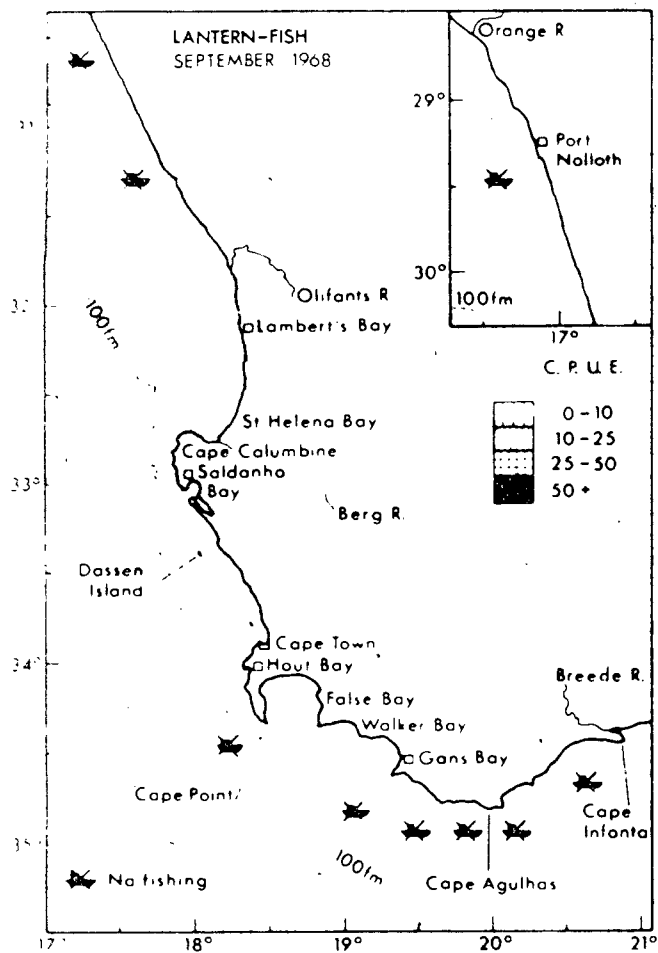 LANTERN-FISH
SEPTEMBER 1968
Orange R
29°
Port
Nolloth
30°
100fm
17°
Olifants R
100fm
Lambert's Bay
C. P. U. E.
0-10
10-25
25-50
50+
St Helena Bay
Cape Calumbine
Saldanho
Bay
33°
Berg R.
Dassen
Island
Cape Town
34°
Hout Bay
Breede R.
False Bay
Walker Bay
Gans Bay
Cape Point
Cape
Infanta
100fm
No fishing
Cape Agulhas
18°
19°
20°
21°